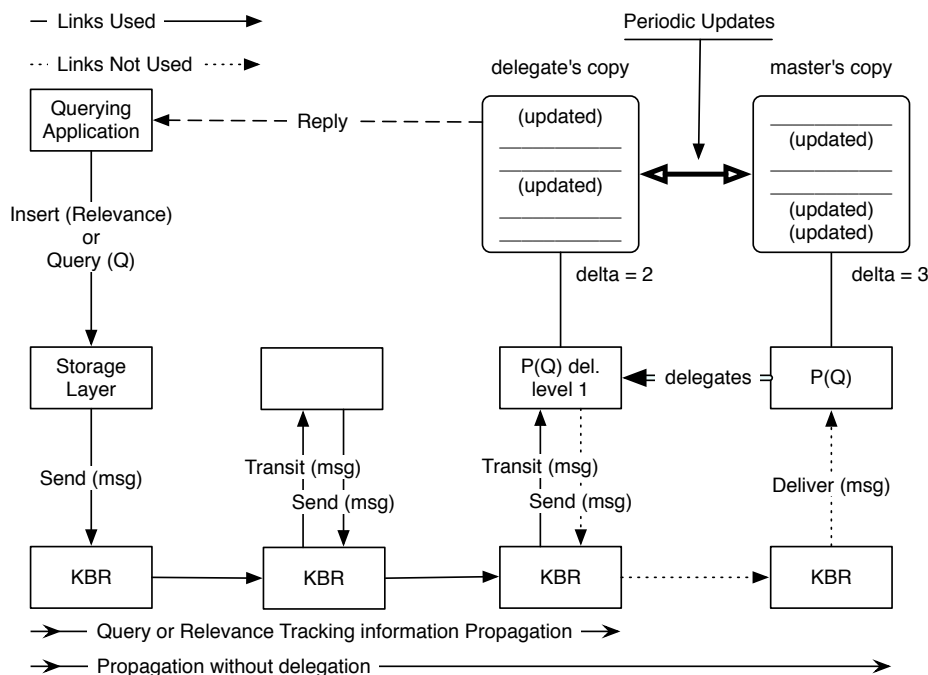 Links Used
Periodic Updates
Links Not Used
delegate's copy
master's copy
Querying
Application
Reply
(updated)
(updated)
(updated)
(updated)
(updated)
Insert (Relevance)
or
Query (Q)
delta = 2
delta = 3
Storage
Layer
P(Q) del.
level 1
delegates
P(Q)
Send (msg)
Transit (msg)
Send (msg)
Transit (msg)
Send (msg)
Deliver (msg)
KBR
KBR
KBR
KBR
Query or Relevance Tracking information Propagation
Propagation without delegation